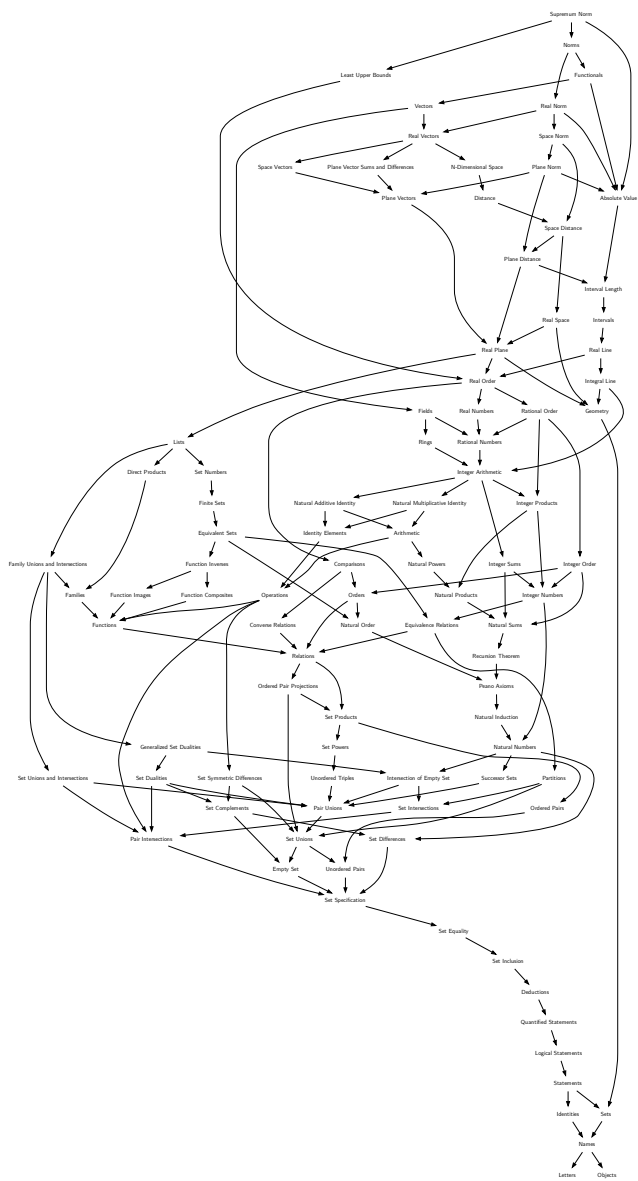 Supremum Norm
Norms
Least Upper Bounds
Functionals
Vectors
Real Norm
Real Vectors
Space Norm
Space Vectors
Plane Vector Sums and Differences
N-Dimensional Space
Plane Norm
Plane Vectors
Distance
Absolute Value
Space Distance
Plane Distance
Interval Length
Real Space
Intervals
Real Plane
Real Line
Real Order
Integral Line
Fields
Real Numbers
Rational Order
Geometry
Lists
Rings
Rational Numbers
Direct Products
Set Numbers
Integer Arithmetic
Finite Sets
Natural Additive Identity
Natural Multiplicative Identity
Integer Products
Equivalent Sets
Identity Elements
Arithmetic
Family Unions and Intersections
Function Inverses
Comparisons
Natural Powers
Integer Sums
Integer Order
Families
Function Images
Function Composites
Operations
Orders
Natural Products
Integer Numbers
Functions
Converse Relations
Natural Order
Equivalence Relations
Natural Sums
Relations
Recursion Theorem
Ordered Pair Projections
Peano Axioms
Set Products
Natural Induction
Generalized Set Dualities
Set Powers
Natural Numbers
Set Unions and Intersections
Set Dualities
Set Symmetric Differences
Unordered Triples
Intersection of Empty Set
Successor Sets
Partitions
Set Complements
Pair Unions
Set Intersections
Ordered Pairs
Pair Intersections
Set Unions
Set Differences
Empty Set
Unordered Pairs
Set Specification
Set Equality
Set Inclusion
Deductions
Quantified Statements
Logical Statements
Statements
Identities
Sets
Names
Letters
Objects